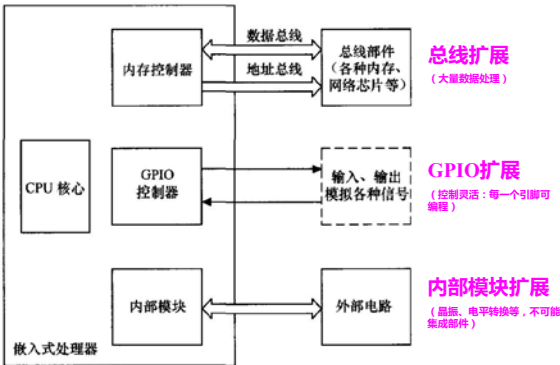 数据总线
地址总线
内存控制器
总线部件
（各种内存、
网络芯片等）
总线扩展
（大量数据处理）
CPU 核心
GPIO
控制器
输入、输出
模拟各种信号
GPIO扩展
（控制灵活：每一个引脚可
编程）
内部模块
外部电路
内部模块扩展
（晶振、电平转换等，不可能
集成部件）
嵌入式处理器